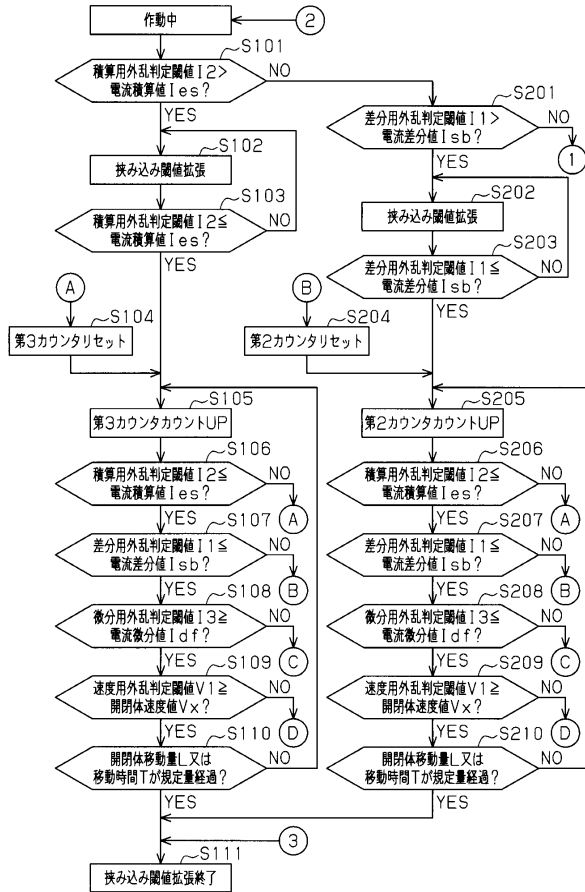 作動中
2
S101
積算用外乱判定閾値I2>
電流積算値Ies?
NO
YES
S102
挟み込み閾値拡張
S103
積算用外乱判定閾値I2≦
電流積算値Ies?
NO
YES
A
S104
第3カウンタリセット
S105
第3カウンタカウントUP
S106
積算用外乱判定閾値I2≦
電流積算値Ies?
NO
A
YES
S107
差分用外乱判定閾値I1≦
電流差分値Isb?
NO
B
YES
S108
微分用外乱判定閾値I3≧
電流微分値Idf?
NO
C
YES
S109
速度用外乱判定閾値V1≧
開閉体速度値Vx?
NO
D
YES
S110
開閉体移動量L又は
移動時間Tが規定量経過?
NO
YES
3
S111
挟み込み閾値拡張終了
S201
差分用外乱判定閾値I1>
電流差分値Isb?
NO
1
YES
S202
挟み込み閾値拡張
S203
差分用外乱判定閾値I1≦
電流差分値Isb?
NO
YES
B
S204
第2カウンタリセット
S205
第2カウンタカウントUP
S206
積算用外乱判定閾値I2≦
電流積算値Ies?
NO
A
YES
S207
差分用外乱判定閾値I1≦
電流差分値Isb?
NO
B
YES
S208
微分用外乱判定閾値I3≦
電流微分値Idf?
NO
C
YES
S209
速度用外乱判定閾値V1≧
開閉体速度値Vx?
NO
D
YES
S210
開閉体移動量L又は
移動時間Tが規定量経過?
NO
YES